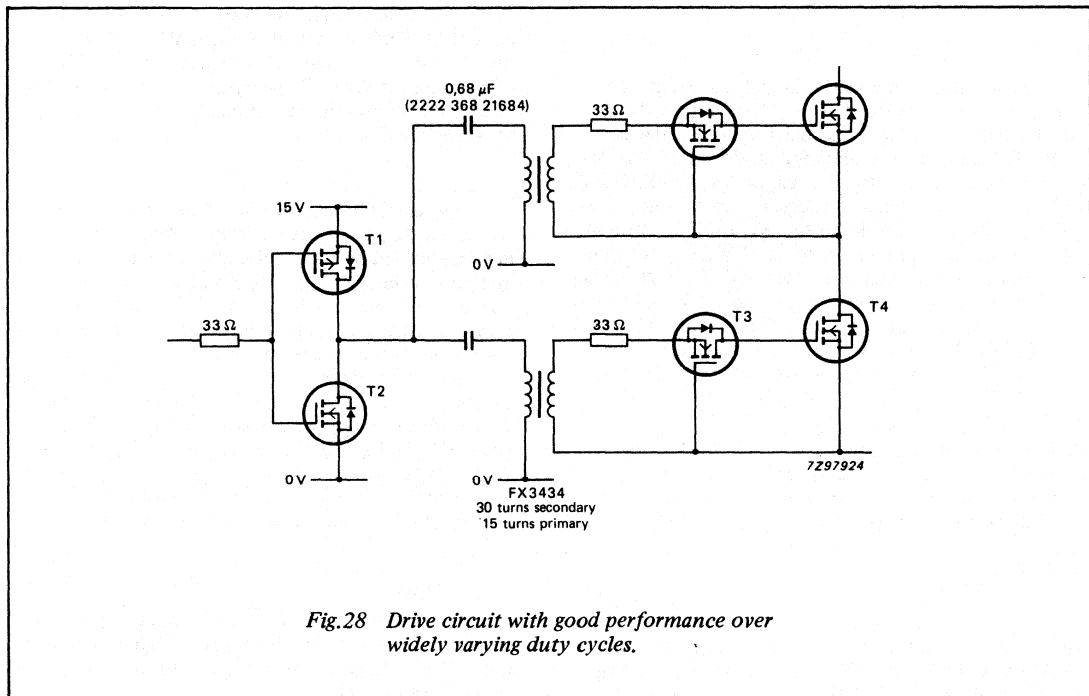 0,68 µF
(2222 368 21684)
33 Ω
15 V
T1
0 V
33 Ω
33 Ω
T3
T4
T2
0 V
0 V
7Z97924
FX3434
30 turns secondary
15 turns primary
Fig.28 Drive circuit with good performance over
widely varying duty cycles.